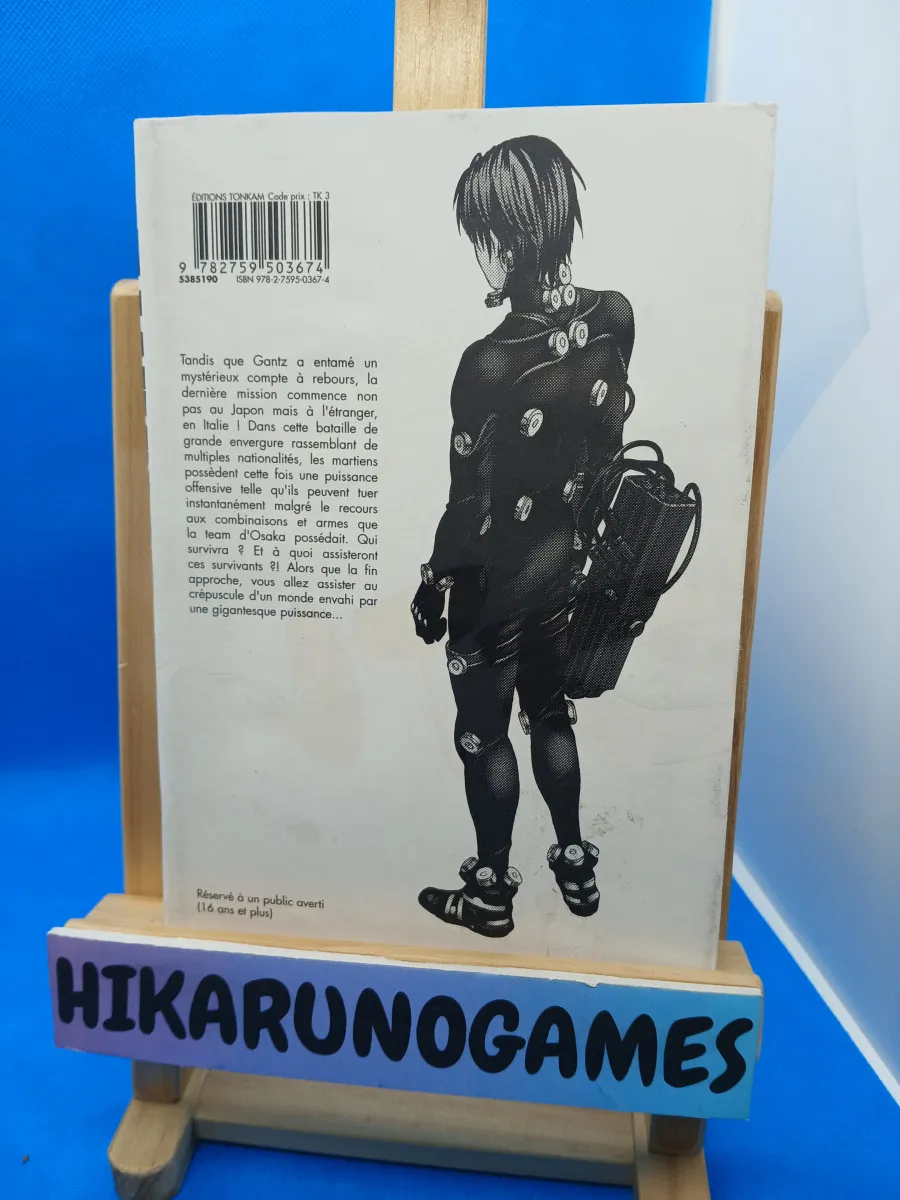 ÉDITIONS TONKAM Code prix : TK 3
9 782759 503674
5385190 ISBN 978-2-7595-0367-4
Tandis que Gantz a entamé un
mystérieux compte à rebours, la
dernière mission commence non
pas au Japon mais à l'étranger,
en Italie ! Dans cette bataille de
grande envergure rassemblant de
multiples nationalités, les martiens
possèdent cette fois une puissance
offensive telle qu'ils peuvent tuer
instantanément malgré le recours
aux combinaisons et armes que
la team d'Osaka possédait. Qui
survivra ? Et à quoi assisteront
ces survivants ?! Alors que la fin
approche, vous allez assister au
crépuscule d'un monde envahi par
une gigantesque puissance...
Réservé à un public averti
(16 ans et plus)
HIKARUNOGAMES